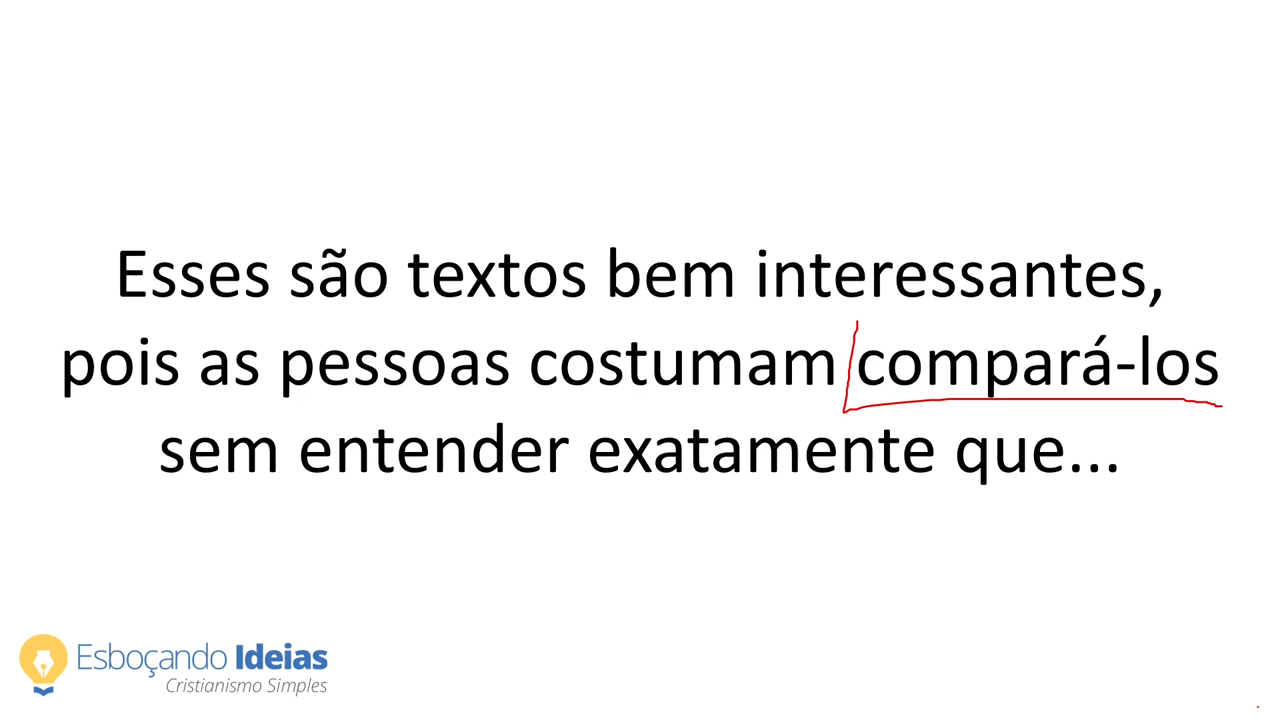 Esses são textos bem interessantes,
pois as pessoas costumam compará-los
sem entender exatamente que...
Esboçando Ideias
Cristianismo Simples